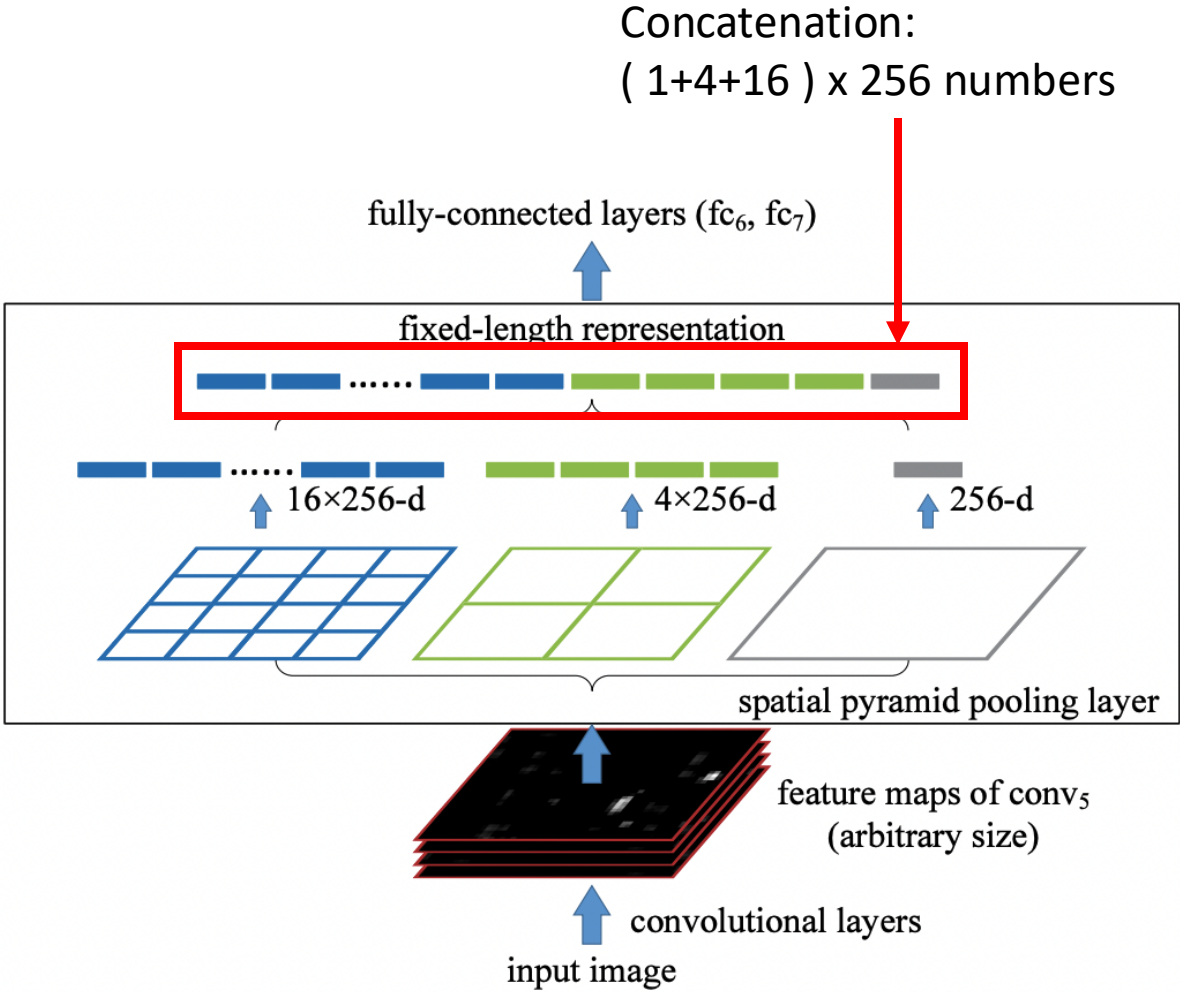 Concatenation:
( 1+4+16 ) x 256 numbers
fully-connected layers (fc₆, fc₇)
fixed-length representation
......
......
16×256-d
4×256-d
256-d
spatial pyramid pooling layer
feature maps of conv₅
(arbitrary size)
convolutional layers
input image